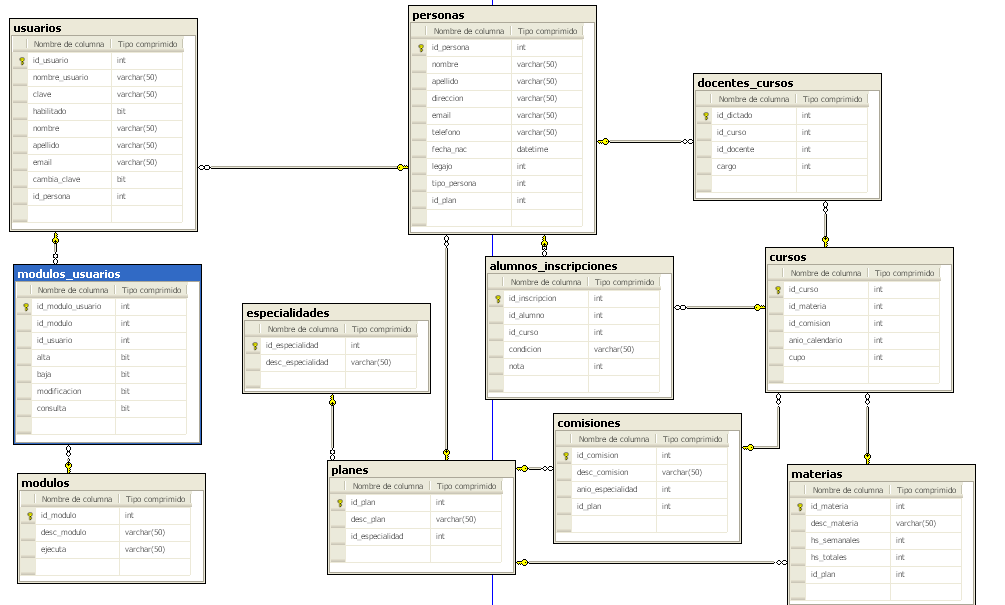 usuarios
Nombre de columna Tipo comprimido
id_usuario int
nombre_usuario varchar(50)
clave varchar(50)
habilitado bit
nombre varchar(50)
apellido varchar(50)
email varchar(50)
cambia_clave bit
id_persona int
personas
Nombre de columna Tipo comprimido
id_persona int
nombre varchar(50)
apellido varchar(50)
direccion varchar(50)
email varchar(50)
telefono varchar(50)
fecha_nac datetime
legajo int
tipo_persona int
id_plan int
docentes_cursos
Nombre de columna Tipo comprimido
id_dictado int
id_curso int
id_docente int
cargo int
modulos_usuarios
Nombre de columna Tipo comprimido
id_modulo_usuario int
id_modulo int
id_usuario int
alta bit
baja bit
modificacion bit
consulta bit
especialidades
Nombre de columna Tipo comprimido
id_especialidad int
desc_especialidad varchar(50)
alumnos_inscripciones
Nombre de columna Tipo comprimido
id_inscripcion int
id_alumno int
id_curso int
condicion varchar(50)
nota int
cursos
Nombre de columna Tipo comprimido
id_curso int
id_materia int
id_comision int
anio_calendario int
cupo int
modulos
Nombre de columna Tipo comprimido
id_modulo int
desc_modulo varchar(50)
ejecuta varchar(50)
planes
Nombre de columna Tipo comprimido
id_plan int
desc_plan varchar(50)
id_especialidad int
comisiones
Nombre de columna Tipo comprimido
id_comision int
desc_comision varchar(50)
anio_especialidad int
id_plan int
materias
Nombre de columna Tipo comprimido
id_materia int
desc_materia varchar(50)
hs_semanales int
hs_totales int
id_plan int